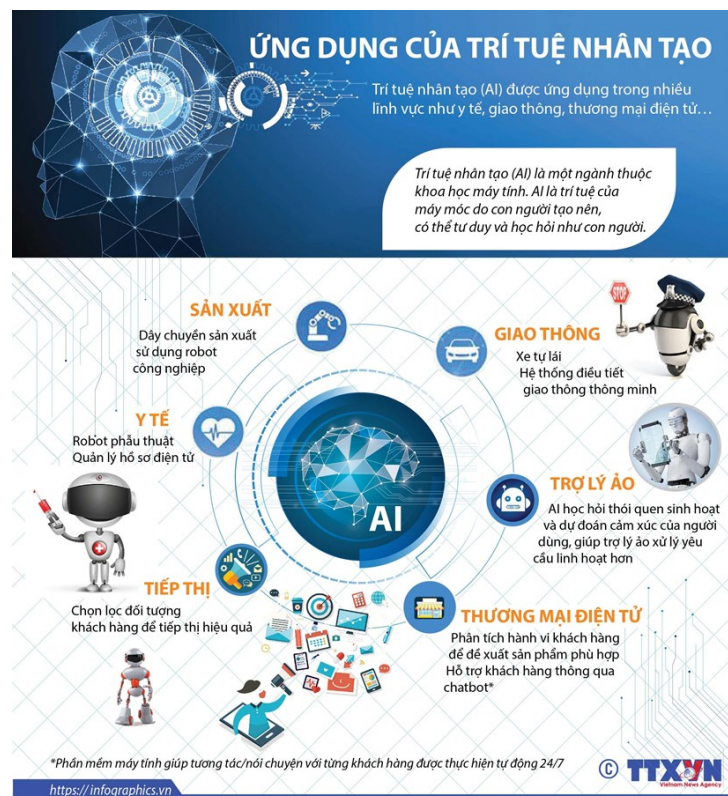 ỨNG DỤNG CỦA TRÍ TUỆ NHÂN TẠO
Trí tuệ nhân tạo (AI) được ứng dụng trong nhiều
lĩnh vực như y tế, giao thông, thương mại điện tử...
Trí tuệ nhân tạo (AI) là một ngành thuộc
khoa học máy tính. AI là trí tuệ của
máy móc do con người tạo nên,
có thể tư duy và học hỏi như con người.
SẢN XUẤT
Dây chuyền sản xuất
sử dụng robot
công nghiệp
GIAO THÔNG
Xe tự lái
Hệ thống điều tiết
giao thông thông minh
STOP
Y TẾ
Robot phẫu thuật
Quản lý hồ sơ điện tử
AI
TRỢ LÝ ẢO
AI học hỏi thói quen sinh hoạt
và dự đoán cảm xúc của người
dùng, giúp trợ lý ảo xử lý yêu
cầu linh hoạt hơn
TIẾP THỊ
Chọn lọc đối tượng
khách hàng để tiếp thị hiệu quả
THƯƠNG MẠI ĐIỆN TỬ
Phân tích hành vi khách hàng
để đề xuất sản phẩm phù hợp
Hỗ trợ khách hàng thông qua
chatbot*
*Phần mềm máy tính giúp tương tác/nói chuyện với từng khách hàng được thực hiện tự động 24/7
© TTXVN
Vietnam News Agency
https://infographics.vn